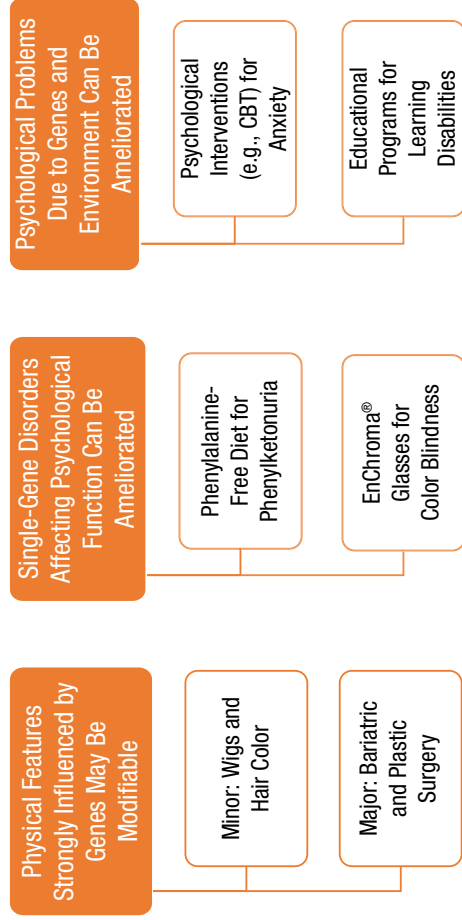 Physical Features
Strongly Influenced by
Genes May Be
Modifiable
Minor: Wigs and
Hair Color
Major: Bariatric
and Plastic
Surgery
Single-Gene Disorders
Affecting Psychological
Function Can Be
Ameliorated
Phenylalanine-
Free Diet for
Phenylketonuria
EnChroma®
Glasses for
Color Blindness
Psychological Problems
Due to Genes and
Environment Can Be
Ameliorated
Psychological
Interventions
(e.g., CBT) for
Anxiety
Educational
Programs for
Learning
Disabilities